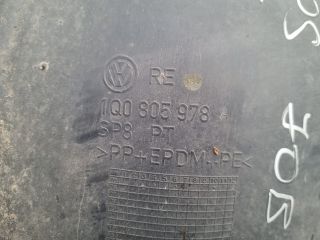 RE
1Q0 805 978
SP8 PT
>PP+EPDM+PE<